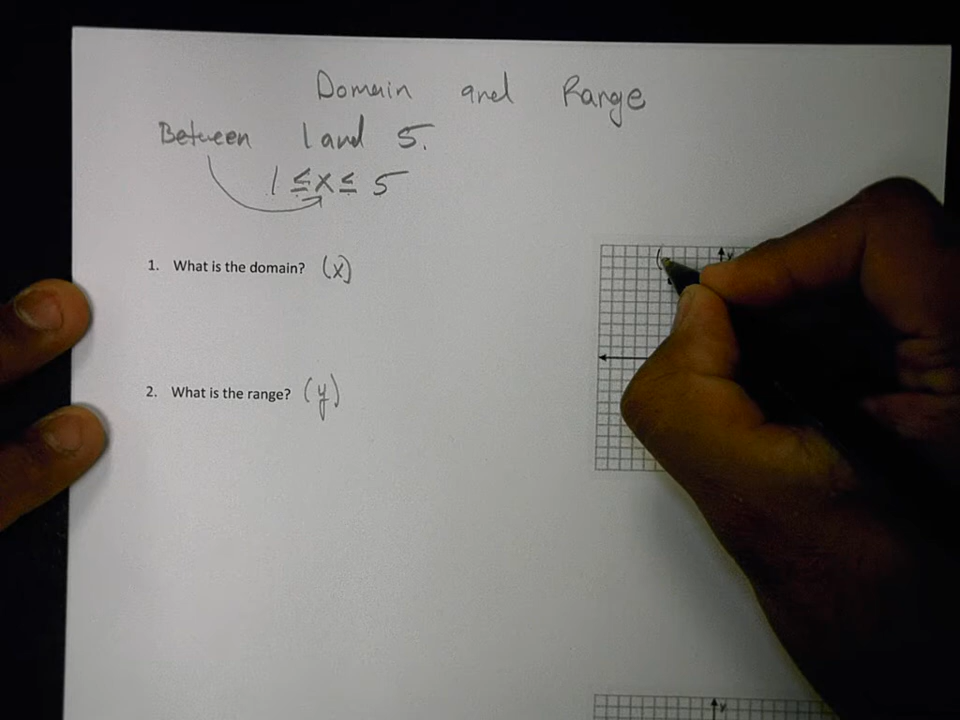 Domain and Range
Between 1 and 5.
1 ≤ x ≤ 5
1. What is the domain? (x)
y
2. What is the range? (y)
y